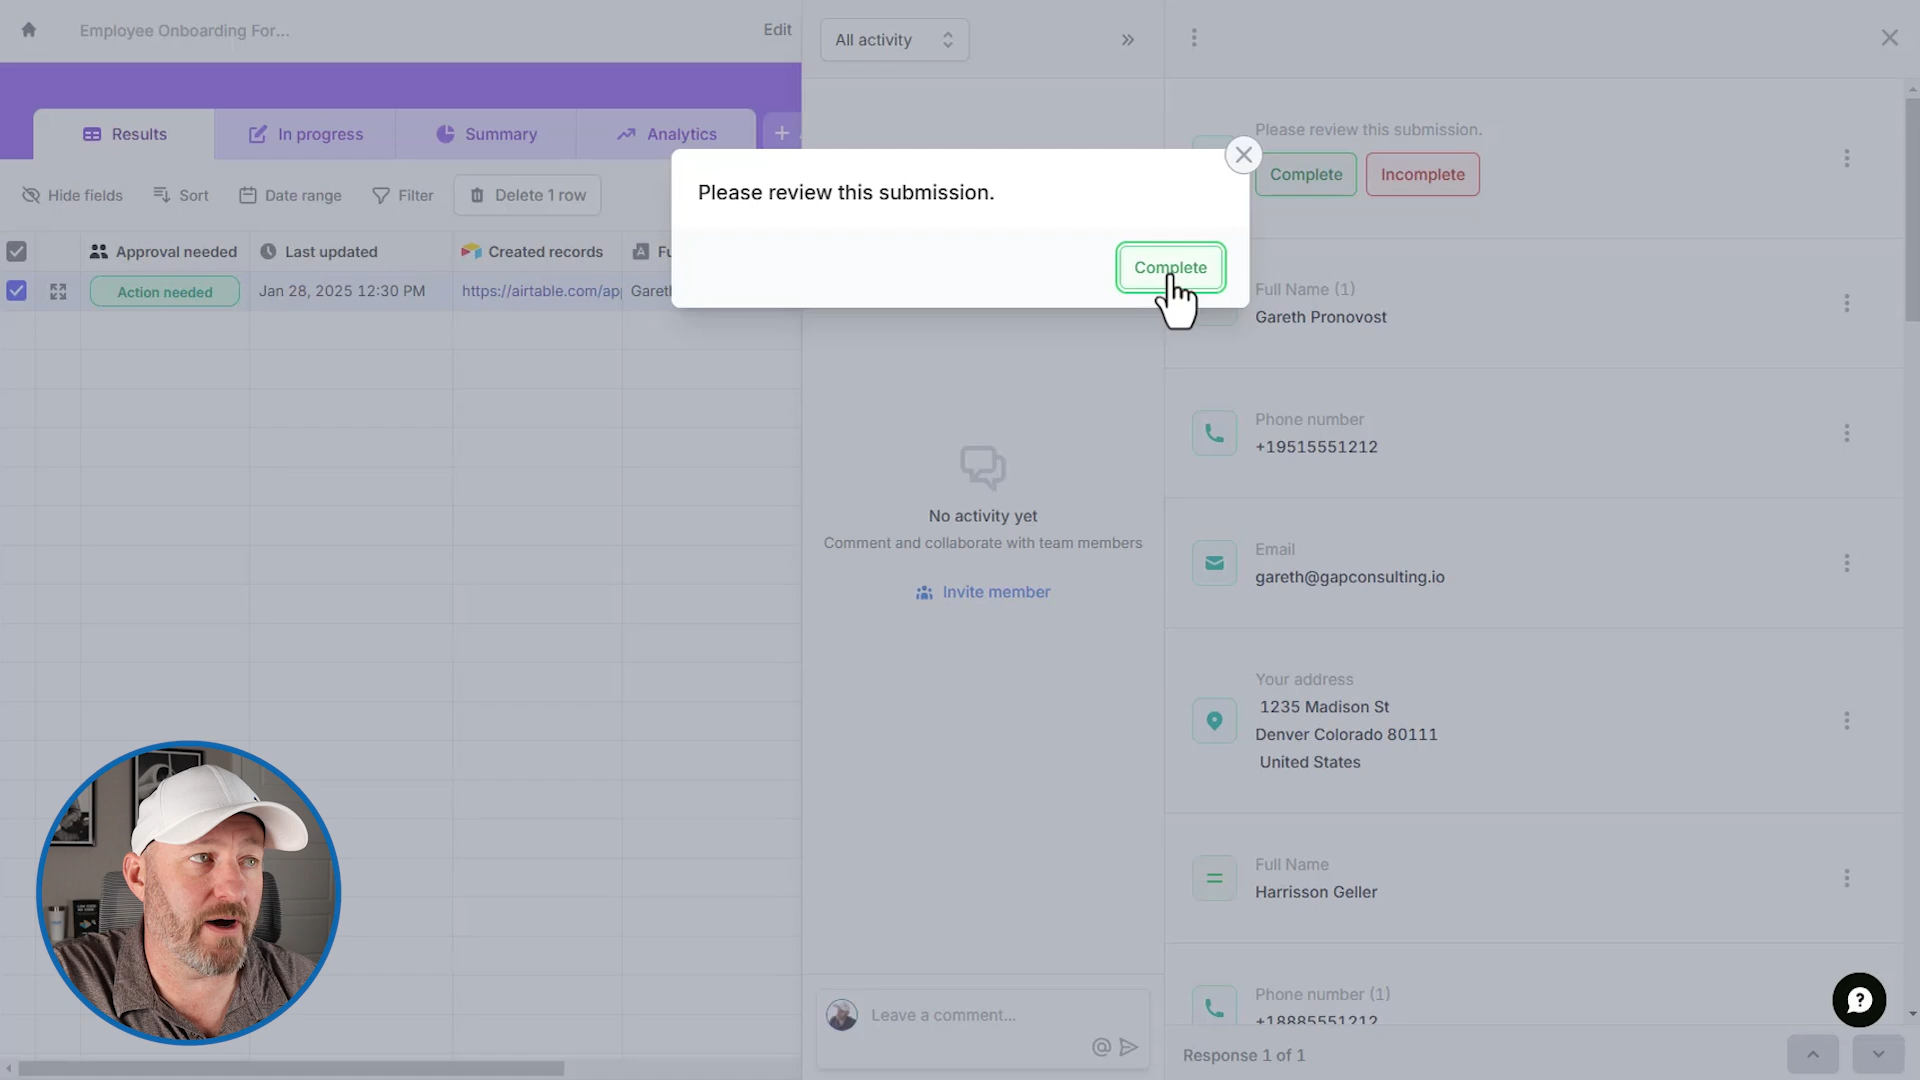 Employee Onboarding For...
Edit
All activity
Results
In progress
Summary
Analytics
Hide fields
Sort
Date range
Filter
Delete 1 row
Approval needed
Last updated
Created records
Action needed
Jan 28, 2025 12:30 PM
https://airtable.com/ap
Please review this submission.
Complete
No activity yet
Comment and collaborate with team members
Invite member
Leave a comment...
Please review this submission.
Complete
Incomplete
Full Name (1)
Gareth Pronovost
Phone number
+19515551212
Email
gareth@gapconsulting.io
Your address
1235 Madison St
Denver Colorado 80111
United States
Full Name
Harrisson Geller
Phone number (1)
+18885551212
Response 1 of 1